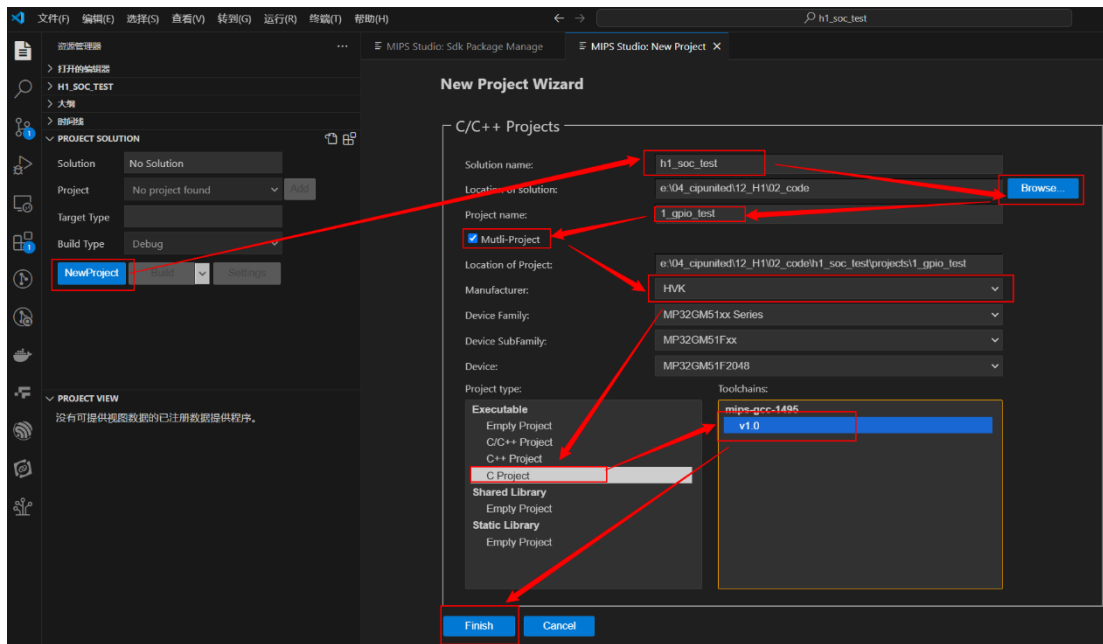 文件(F) 编辑(E) 选择(S) 查看(V) 转到(G) 运行(R) 终端(T) 帮助(H) h1_soc_test
资源管理器
打开的编辑器
H1_SOC_TEST
大纲
时间线
PROJECT SOLUTION
Solution No Solution
Project No project found Add
Target Type
Build Type Debug
NewProject Build Settings
PROJECT VIEW
没有可提供视图数据的已注册数据提供程序。
MIPS Studio: Sdk Package Manage MIPS Studio: New Project
New Project Wizard
C/C++ Projects
Solution name: h1_soc_test
Location of solution: e:\04_cipunited\12_H1\02_code Browse...
Project name: 1_gpio_test
Mutli-Project
Location of Project: e:\04_cipunited\12_H1\02_code\h1_soc_test\projects\1_gpio_test
Manufacturer: HVK
Device Family: MP32GM51xx Series
Device SubFamily: MP32GM51Fxx
Device: MP32GM51F2048
Project type: Toolchains:
Executable
Empty Project
C/C++ Project
C++ Project
C Project
Shared Library
Empty Project
Static Library
Empty Project
mips-gcc-1495
v1.0
Finish Cancel